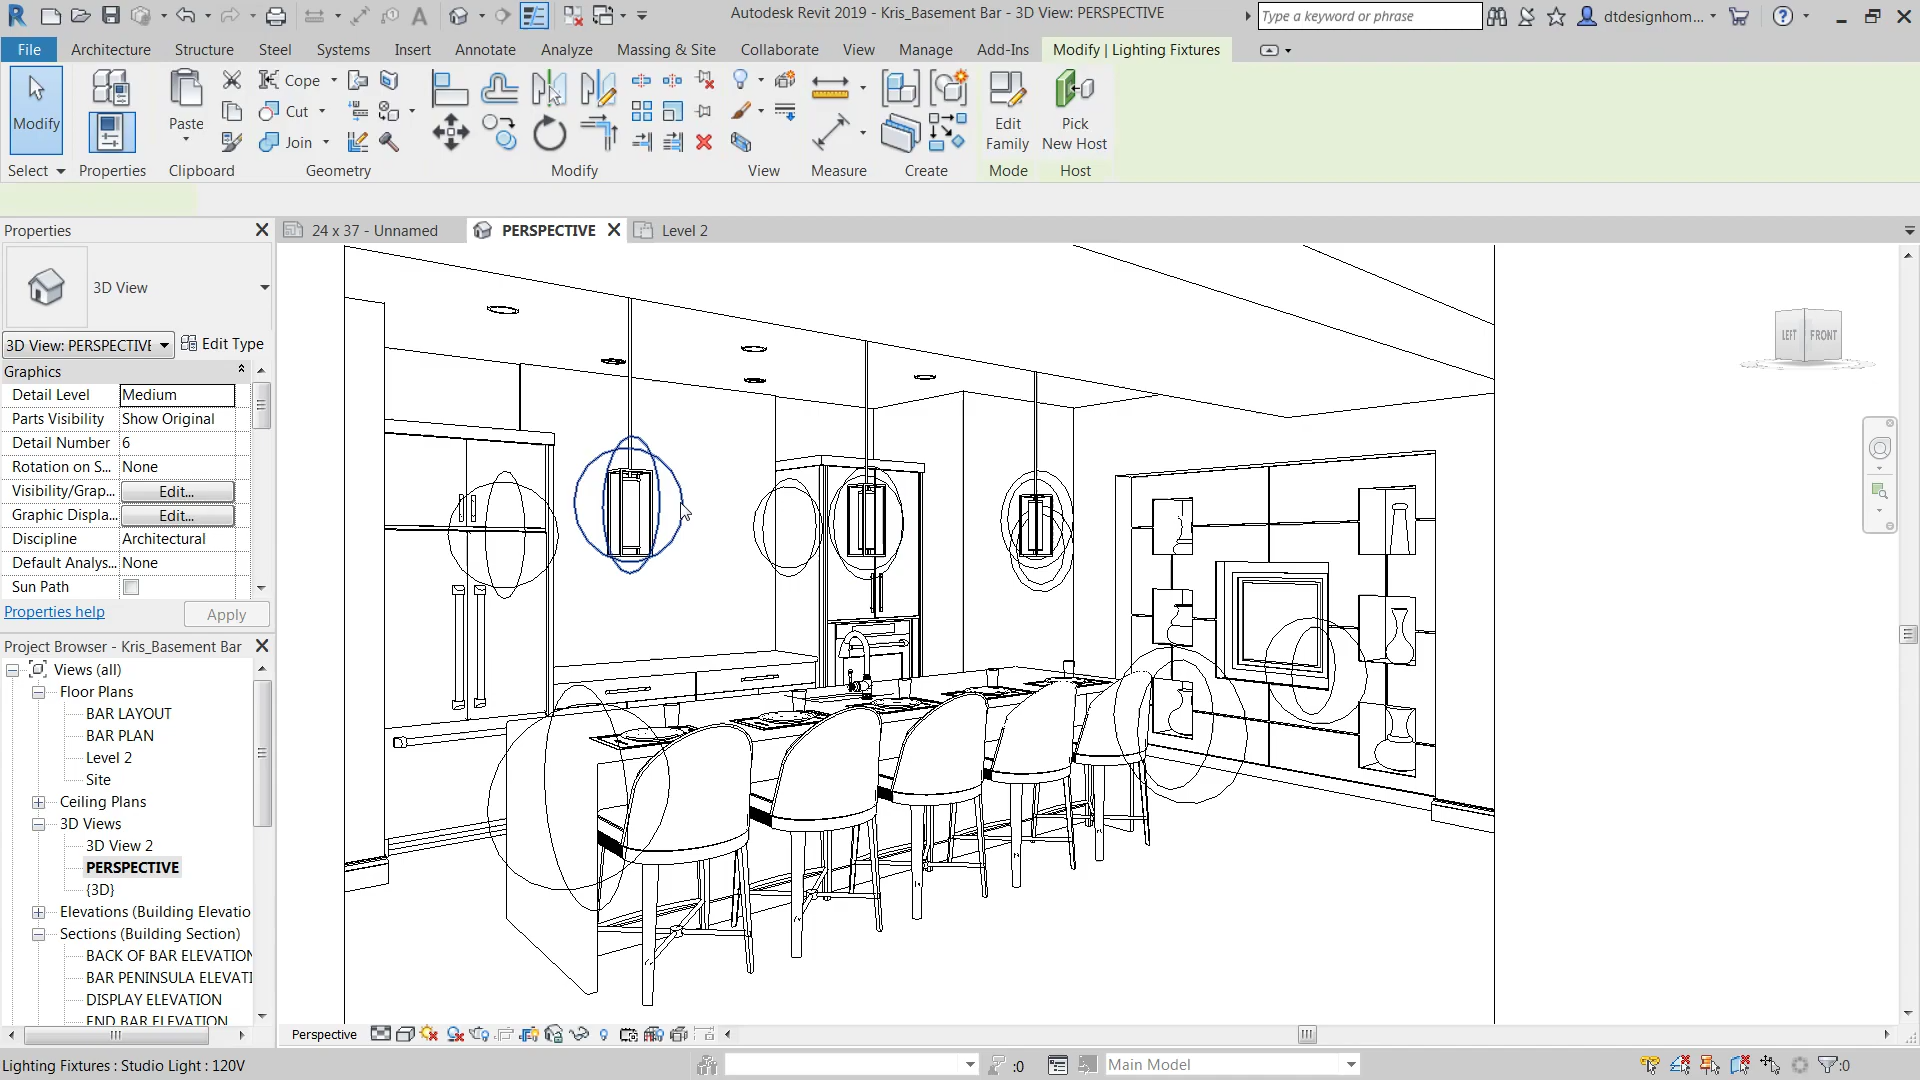 Autodesk Revit 2019 - Kris_Basement Bar - 3D View: PERSPECTIVE
Type a keyword or phrase
dtdesignhom...
File
Architecture
Structure
Steel
Systems
Insert
Annotate
Analyze
Massing & Site
Collaborate
View
Manage
Add-Ins
Modify | Lighting Fixtures
Modify
Paste
Cope
Cut
Join
Edit
Family
Pick
New Host
Select
Properties
Clipboard
Geometry
Modify
View
Measure
Create
Mode
Host
Properties
24 x 37 - Unnamed
PERSPECTIVE
Level 2
3D View
3D View: PERSPECTIVE
Edit Type
Graphics
Detail Level Medium
Parts Visibility Show Original
Detail Number 6
Rotation on S... None
Visibility/Grap... Edit...
Graphic Displa... Edit...
Discipline Architectural
Default Analys... None
Sun Path
Properties help
Apply
LEFT
FRONT
Project Browser - Kris_Basement Bar
Views (all)
Floor Plans
BAR LAYOUT
BAR PLAN
Level 2
Site
Ceiling Plans
3D Views
3D View 2
PERSPECTIVE
{3D}
Elevations (Building Elevatio
Sections (Building Section)
BACK OF BAR ELEVATION
BAR PENINSULA ELEVATI
DISPLAY ELEVATION
END BAR ELEVATION
Perspective
Lighting Fixtures : Studio Light : 120V
:0
Main Model
:0